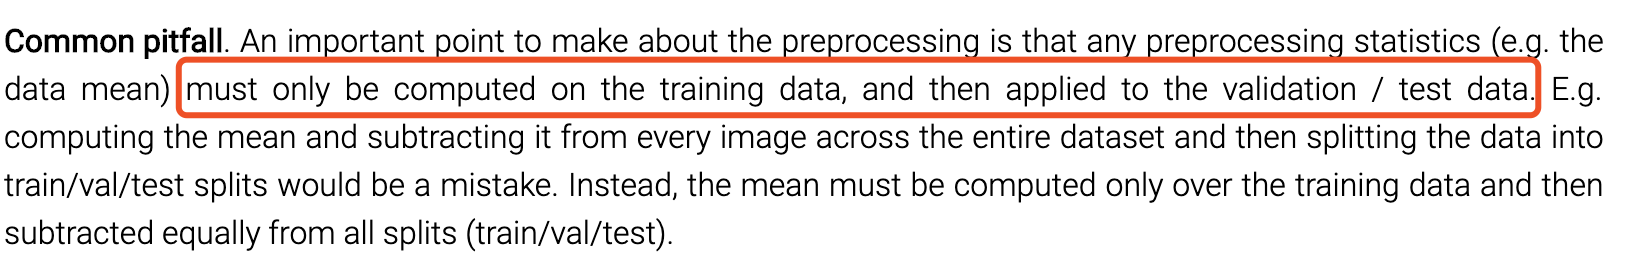 Common pitfall. An important point to make about the preprocessing is that any preprocessing statistics (e.g. the
data mean) must only be computed on the training data, and then applied to the validation / test data. E.g.
computing the mean and subtracting it from every image across the entire dataset and then splitting the data into
train/val/test splits would be a mistake. Instead, the mean must be computed only over the training data and then
subtracted equally from all splits (train/val/test).